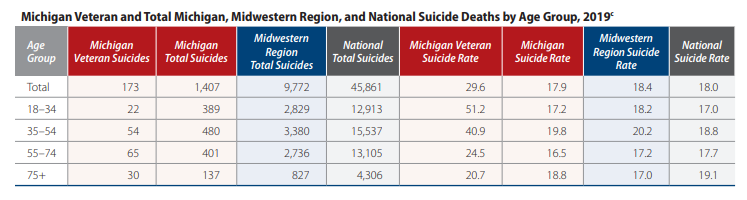 Michigan Veteran and Total Michigan, Midwestern Region, and National Suicide Deaths by Age Group, 2019c
Age Group Michigan Veteran Suicides Michigan Total Suicides Midwestern Region Total Suicides National Total Suicides Michigan Veteran Suicide Rate Michigan Suicide Rate Midwestern Region Suicide Rate National Suicide Rate
Total 173 1,407 9,772 45,861 29.6 17.9 18.4 18.0
18–34 22 389 2,829 12,913 51.2 17.2 18.2 17.0
35–54 54 480 3,380 15,537 40.9 19.8 20.2 18.8
55–74 65 401 2,736 13,105 24.5 16.5 17.2 17.7
75+ 30 137 827 4,306 20.7 18.8 17.0 19.1